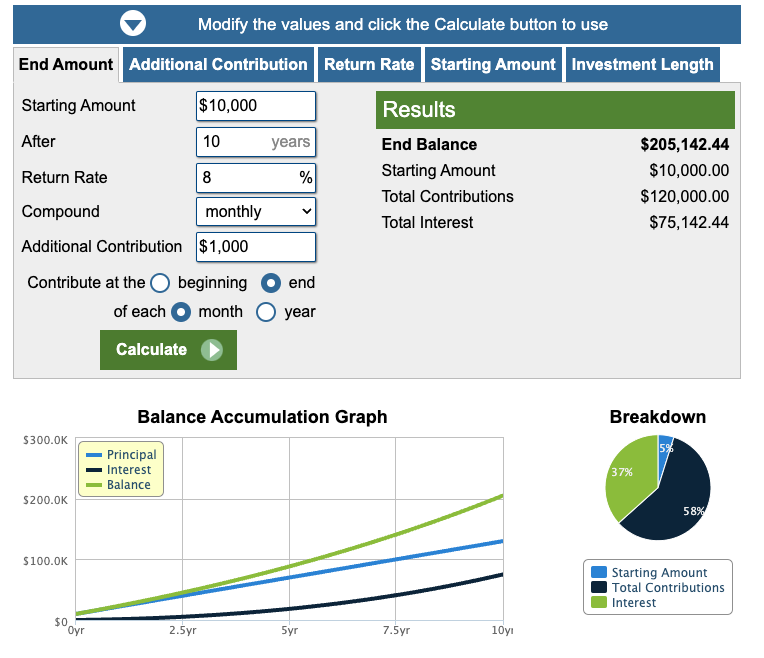 Modify the values and click the Calculate button to use
End Amount Additional Contribution Return Rate Starting Amount Investment Length
Starting Amount $10,000
After 10 years
Return Rate 8 %
Compound monthly
Additional Contribution $1,000
Contribute at the beginning end
of each month year
Calculate
Results
End Balance $205,142.44
Starting Amount $10,000.00
Total Contributions $120,000.00
Total Interest $75,142.44
Balance Accumulation Graph
$300.0K
$200.0K
$100.0K
$0
Principal
Interest
Balance
0yr 2.5yr 5yr 7.5yr 10yr
Breakdown
5%
37%
58%
Starting Amount
Total Contributions
Interest